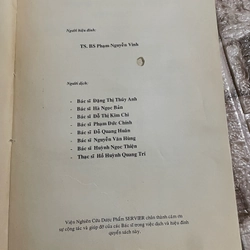 Người hiệu đính:
TS. BS Phạm Nguyễn Vinh
Người dịch:
- Bác sĩ Đặng Thị Thúy Anh
- Bác sĩ Hà Ngọc Bản
- Bác sĩ Đỗ Thị Kim Chi
- Bác sĩ Phạm Đức Chính
- Bác sĩ Đỗ Quang Huân
- Bác sĩ Nguyễn Văn Hùng
- Bác sĩ Huỳnh Ngọc Thiện
- Thạc sĩ Hồ Huỳnh Quang Trí
Viện Nghiên Cứu Dược Phẩm SERVIER chân thành cảm ơn
sự cộng tác và giúp đỡ của các Bác sĩ trong việc dịch và hiệu đính
quyển sách này.